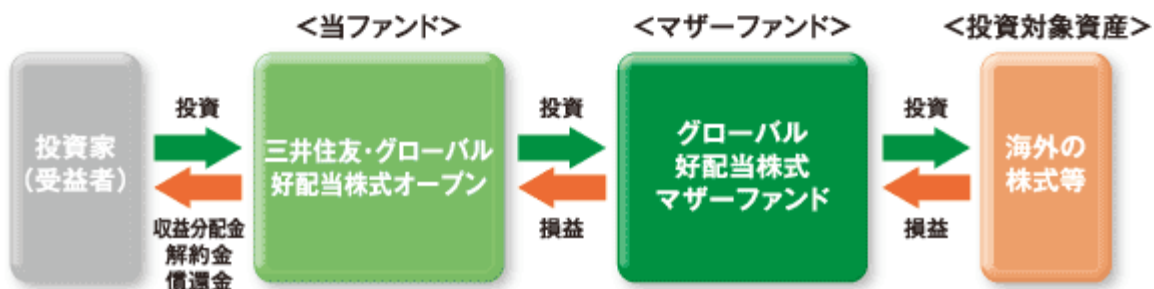 <当ファンド>
<マザーファンド>
<投資対象資産>
投資家
(受益者)
投資
収益分配金
解約金
償還金
三井住友・グローバル
好配当株式オープン
投資
損益
グローバル
好配当株式
マザーファンド
投資
損益
海外の
株式等